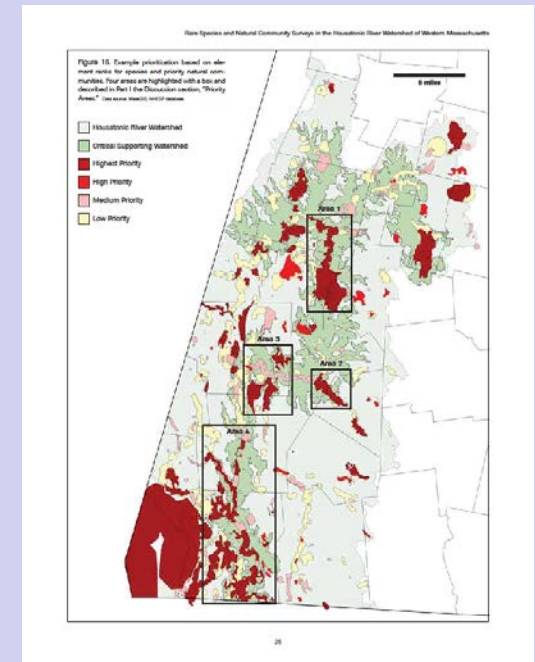 Rare Species and Natural Community Surveys in the Housatonic River Watershed of Western Massachusetts
Figure 15. Example prioritization based on ele-
ment ranks for species and priority natural com-
munities. Four areas are highlighted with a box and
described in Part I the Discussion section, "Priority
Areas."
6 miles
Housatonic River Watershed
Critical Supporting Watershed
Highest Priority
High Priority
Medium Priority
Low Priority
Area 1
Area 3
Area 2
Area 4